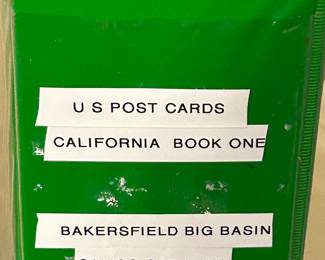 U S POST CARDS
CALIFORNIA BOOK ONE
BAKERSFIELD BIG BASIN